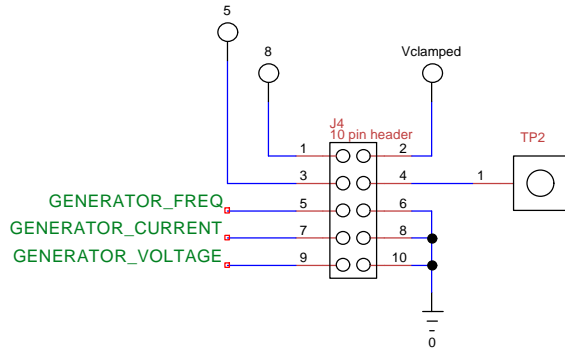 5
8
Vclamped
J4
10 pin header
TP2
1 2
3 4 1
GENERATOR_FREQ 5 6
GENERATOR_CURRENT 7 8
GENERATOR_VOLTAGE 9 10
0